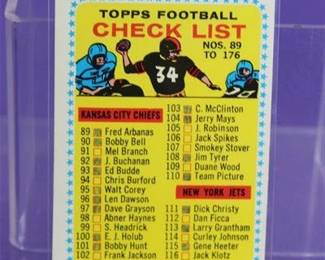 TOPPS FOOTBALL
CHECK LIST
NOS. 89
TO 176
34
KANSAS CITY CHIEFS
89 Fred Arbanas
90 Bobby Bell
91 Mel Branch
92 J. Buchanan
93 Ed Budde
94 Chris Burford
95 Walt Corey
96 Len Dawson
97 Dave Grayson
98 Abner Haynes
99 S. Headrick
100 E. J. Holub
101 Bobby Hunt
102 Frank Jackson
103 C. McClinton
104 Jerry Mays
105 J. Robinson
106 Jack Spikes
107 Smokey Stover
108 Jim Tyrer
109 Duane Wood
110 Team Picture
NEW YORK JETS
111 Dick Christy
112 Dan Ficca
113 Larry Grantham
114 Curley Johnson
115 Gene Heeter
116 Jack Klotz